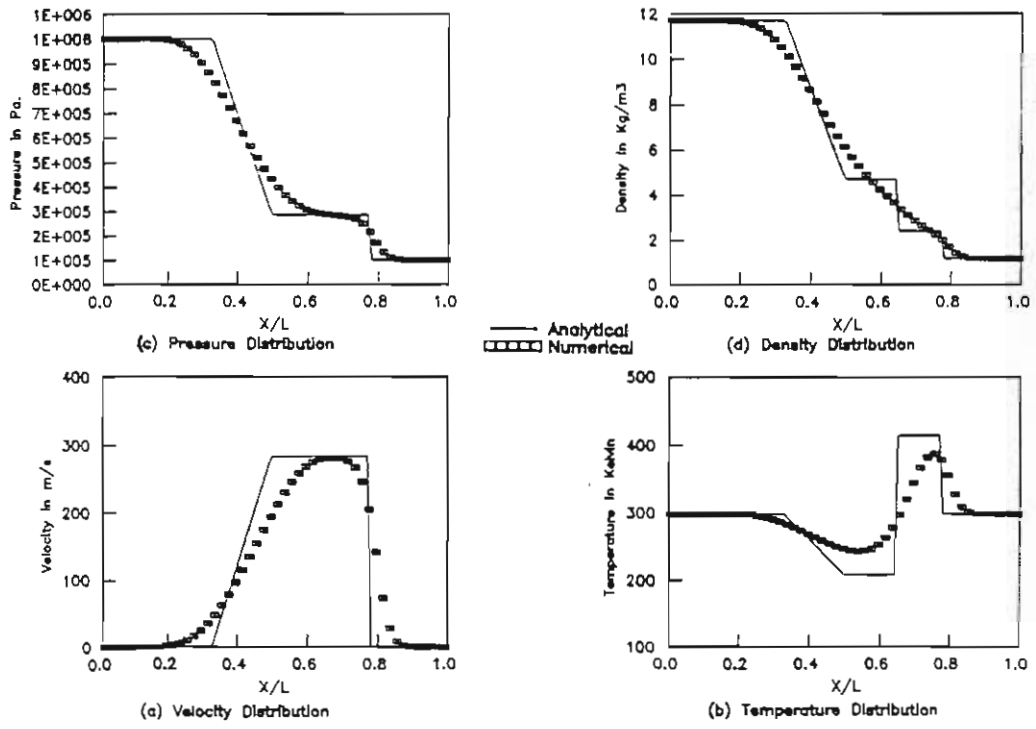 1E+006
1E+006
9E+005
8E+005
7E+005
6E+005
5E+005
4E+005
3E+005
2E+005
1E+005
0E+000
Pressure in Pa.
0.0 0.2 0.4 0.6 0.8 1.0
X/L
(c) Pressure Distribution
12
10
8
6
4
2
0
Density in Kg/m3
0.0 0.2 0.4 0.6 0.8 1.0
X/L
(d) Density Distribution
Analytical
Numerical
400
300
200
100
0
Velocity in m/s
0.0 0.2 0.4 0.6 0.8 1.0
X/L
(a) Velocity Distribution
500
400
300
200
100
Temperature in Kelvin
0.0 0.2 0.4 0.6 0.8 1.0
X/L
(b) Temperature Distribution